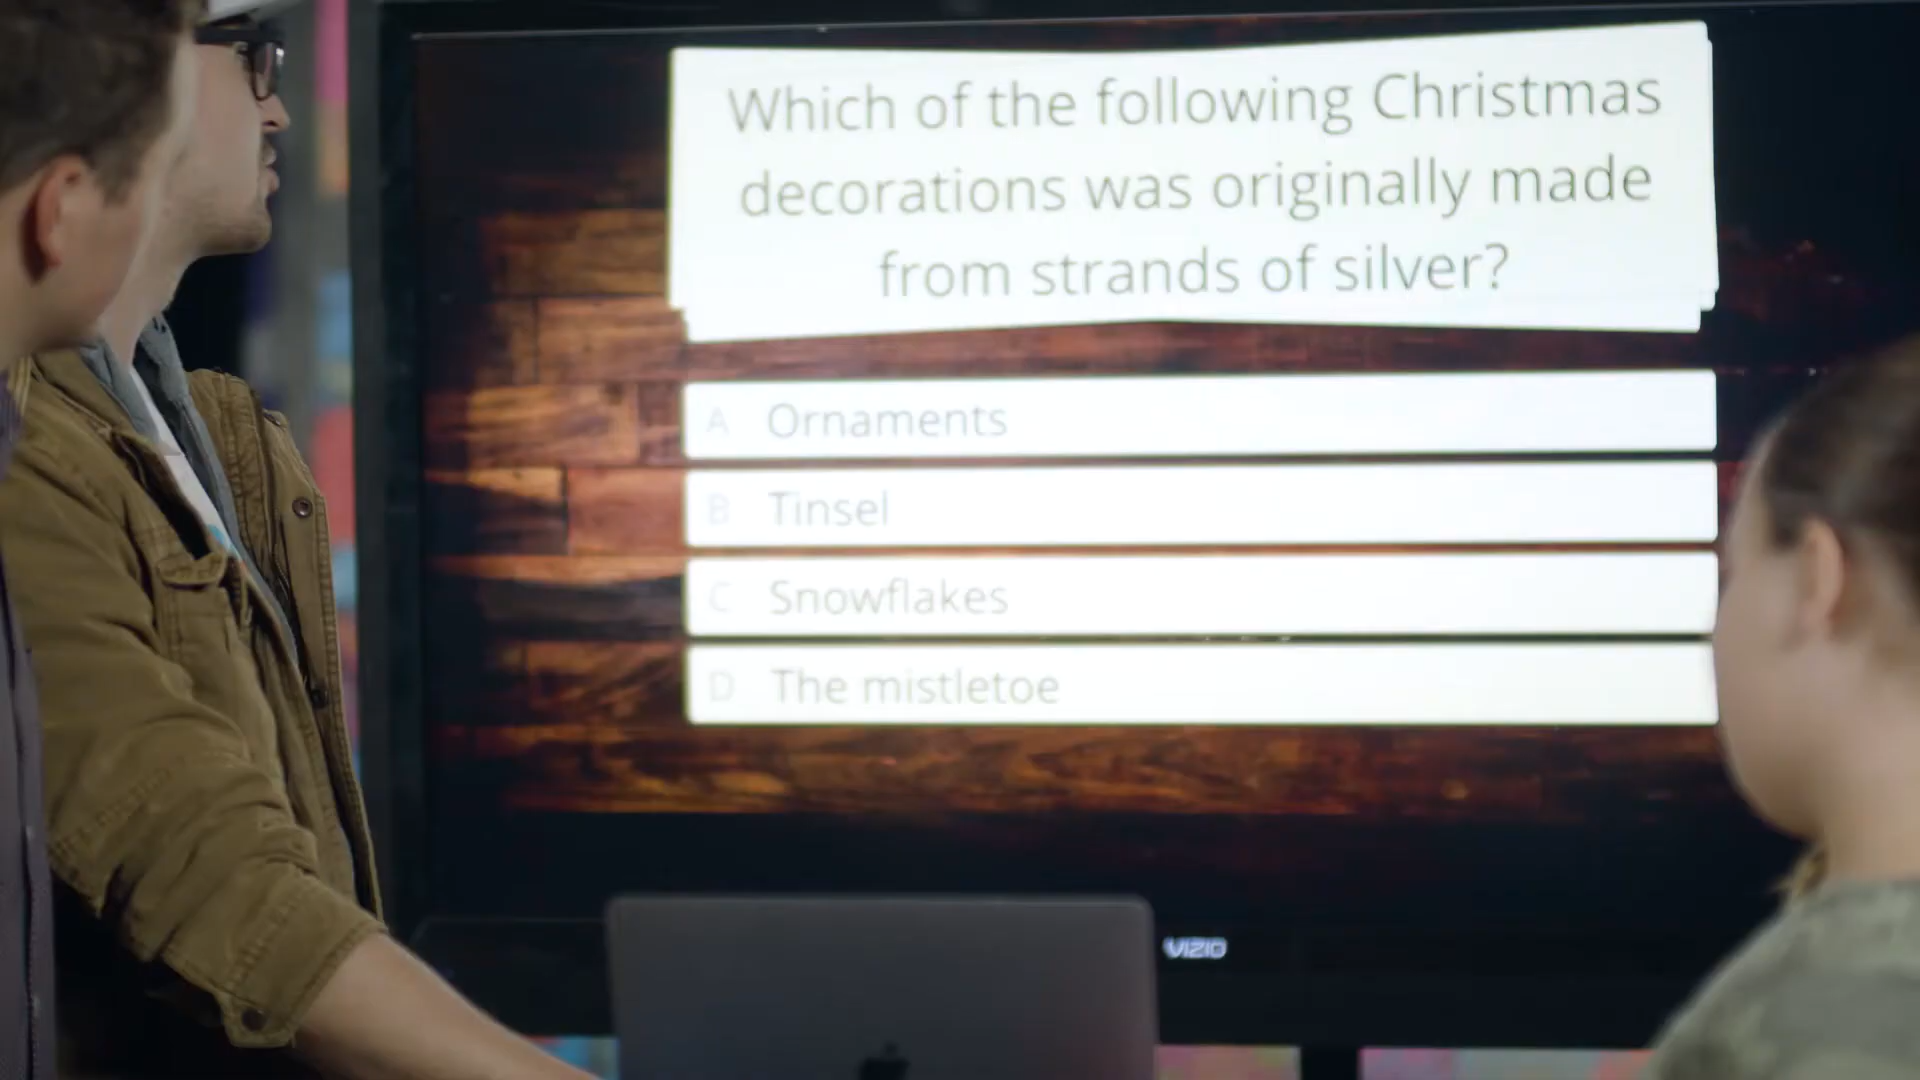 Which of the following Christmas
decorations was originally made
from strands of silver?
A Ornaments
B Tinsel
C Snowflakes
D The mistletoe
VIZIO